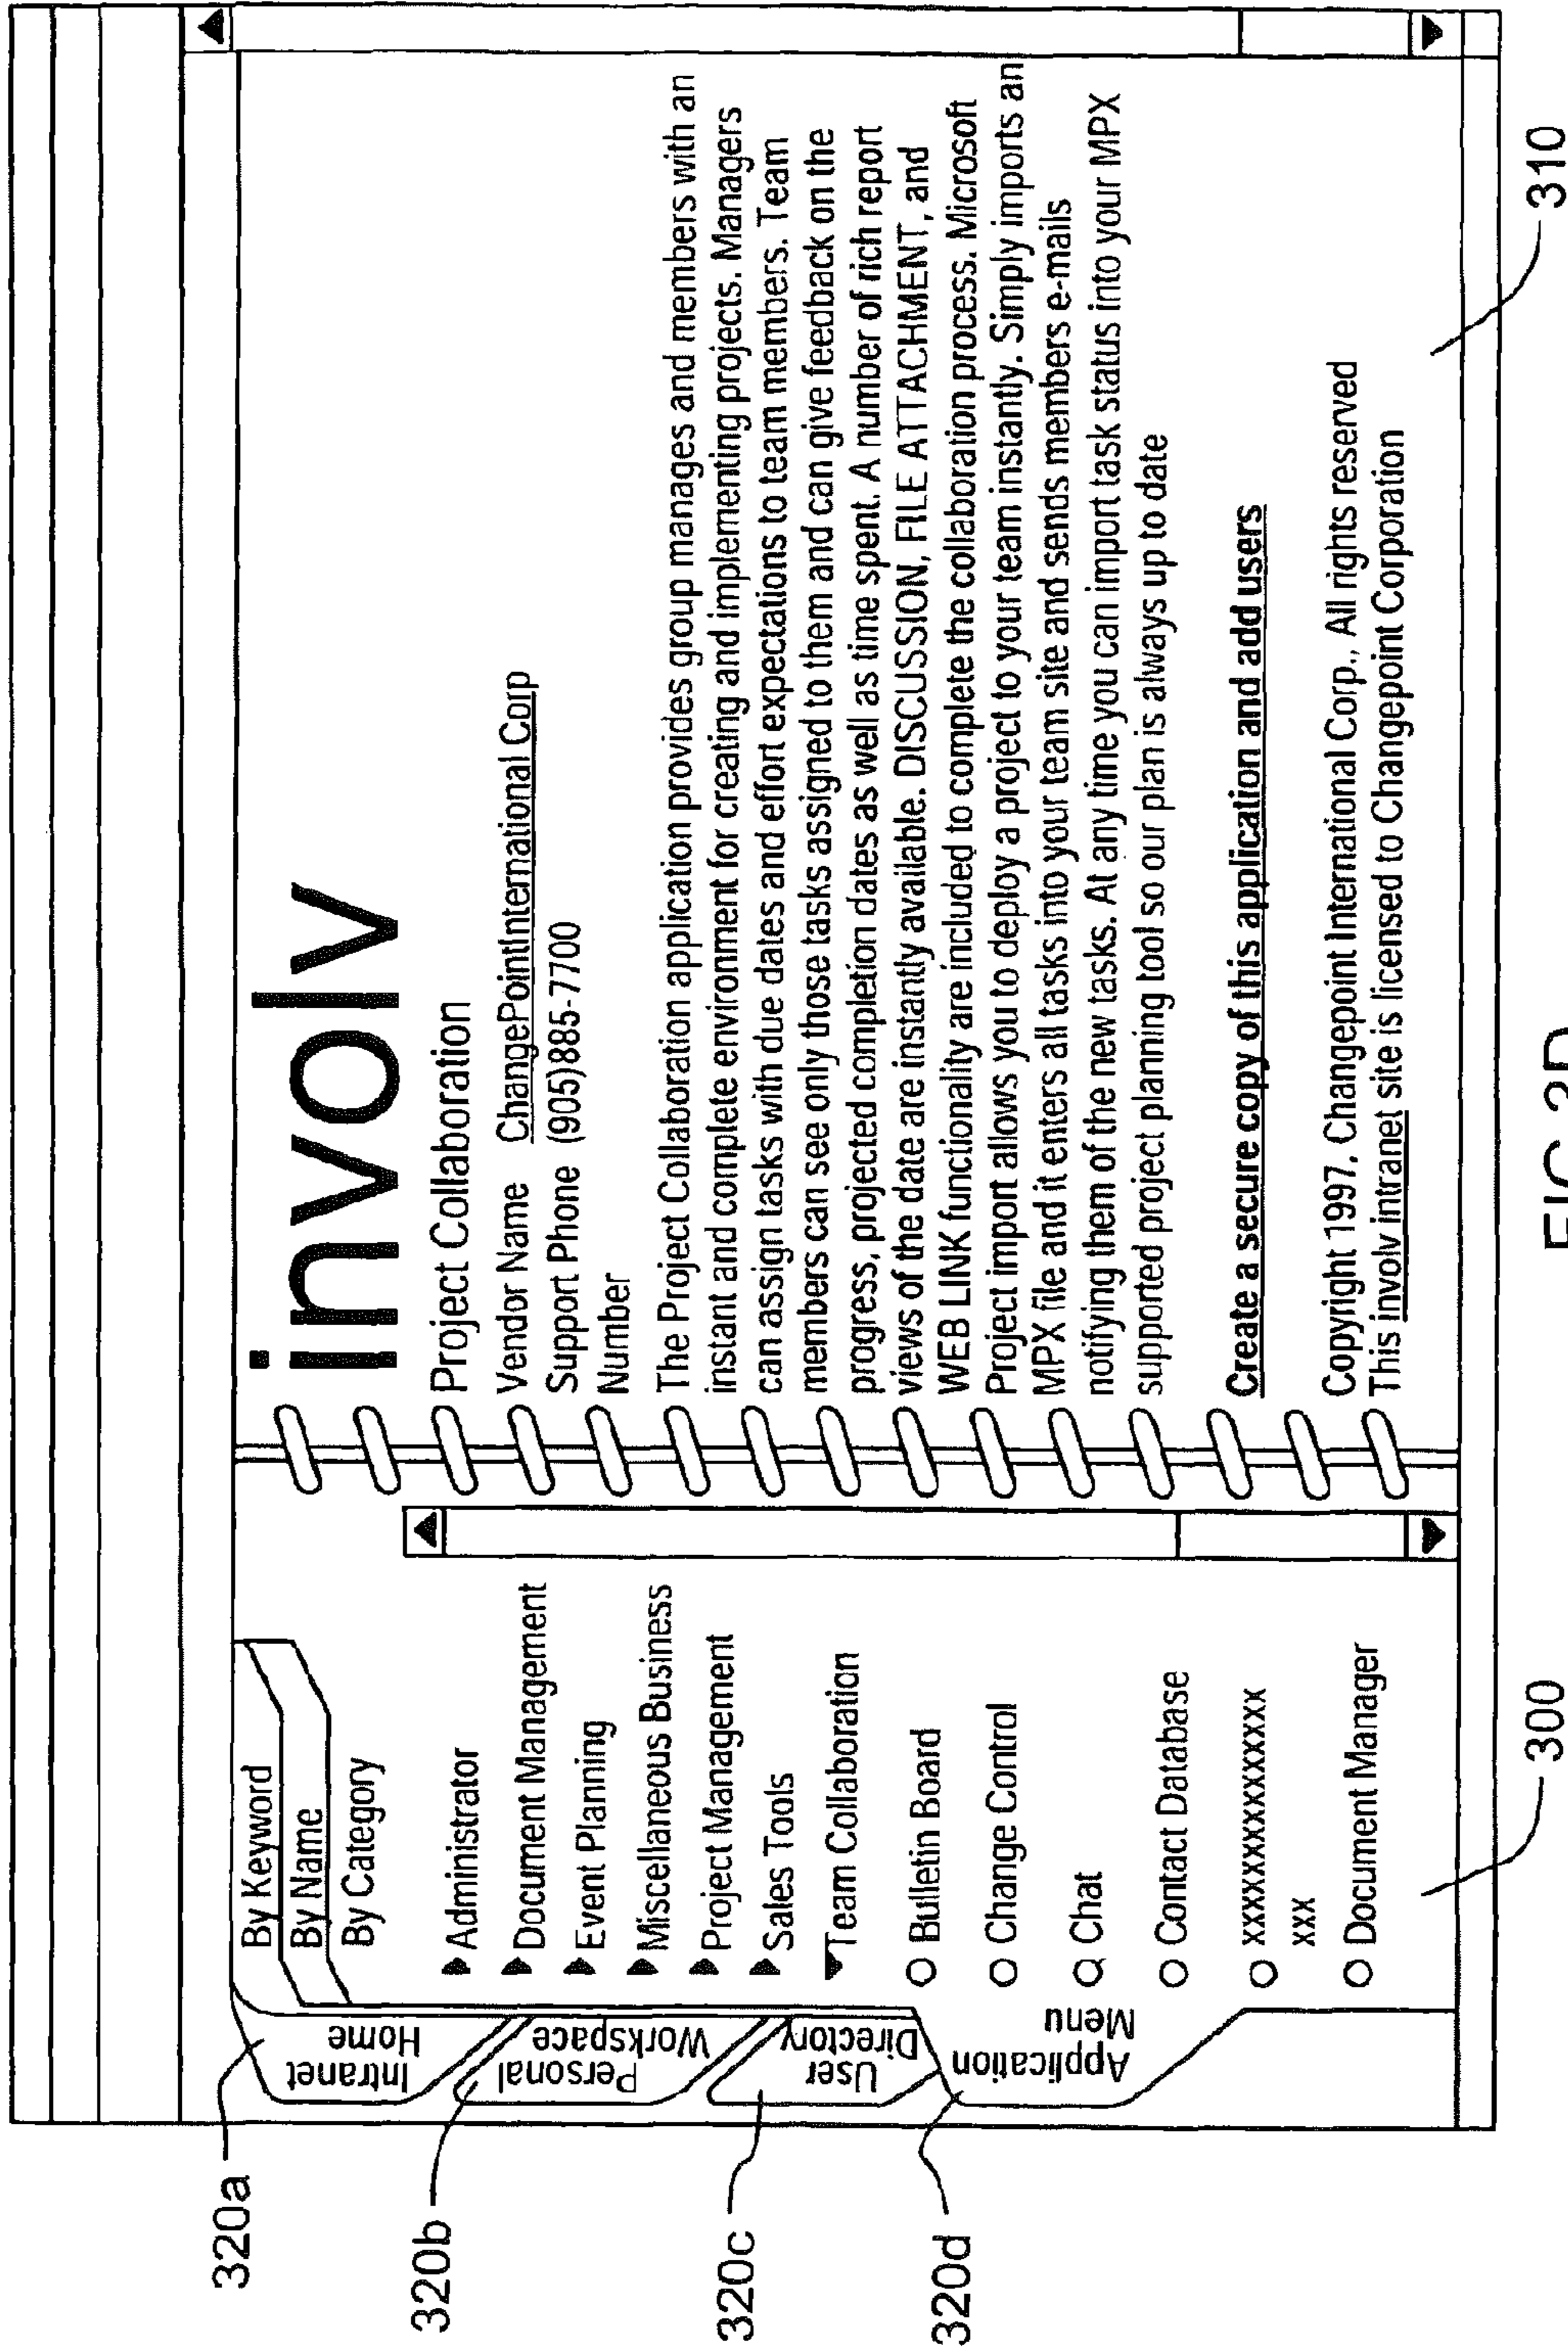 320a
320b
320c
320d
Intranet
Home
Personal
Workspace
User
Directory
Application
Menu
By Keyword
By Name
By Category
Administrator
Document Management
Event Planning
Miscellaneous Business
Project Management
Sales Tools
Team Collaboration
Bulletin Board
Change Control
Chat
Contact Database
xxxxxxxxxxxxxxxx
xxx
Document Manager
300
involv
Project Collaboration
Vendor Name ChangePointInternational Corp
Support Phone (905)885-7700
Number
The Project Collaboration application provides group manages and members with an
instant and complete environment for creating and implementing projects. Managers
can assign tasks with due dates and effort expectations to team members. Team
members can see only those tasks assigned to them and can give feedback on the
progress, projected completion dates as well as time spent. A number of rich report
views of the date are instantly available. DISCUSSION, FILE ATTACHMENT, and
WEB LINK functionality are included to complete the collaboration process. Microsoft
Project import allows you to deploy a project to your team instantly. Simply imports an
MPX file and it enters all tasks into your team site and sends members e-mails
notifying them of the new tasks. At any time you can import task status into your MPX
supported project planning tool so our plan is always up to date
Create a secure copy of this application and add users
Copyright 1997, Changepoint International Corp., All rights reserved
This involv intranet site is licensed to Changepoint Corporation
310